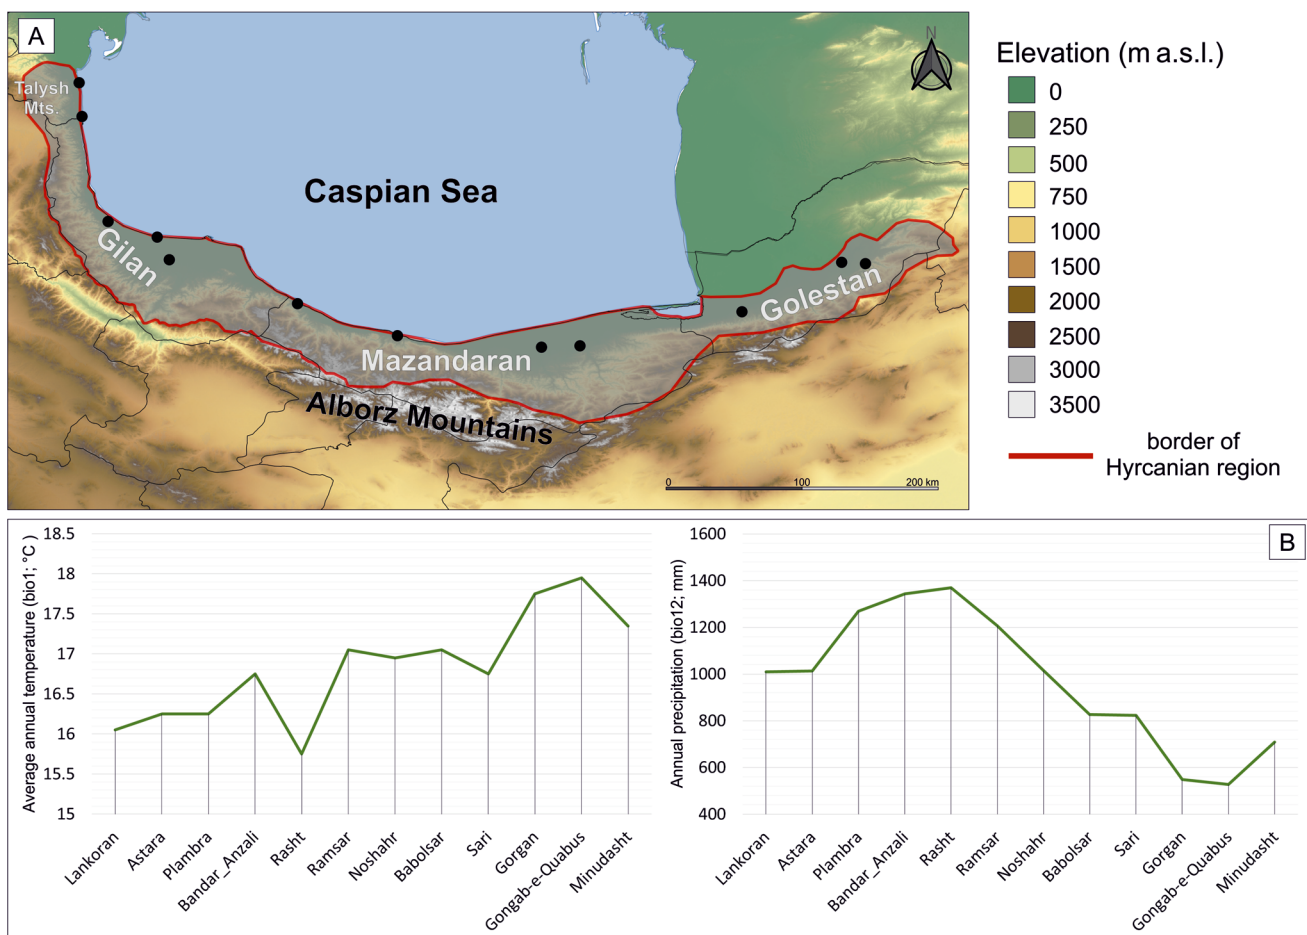 A
N
Talysh
Mts.
Caspian Sea
Gilan
Golestan
Mazandaran
Alborz Mountains
0 100 200 km
Elevation (m a.s.l.)
0
250
500
750
1000
1500
2000
2500
3000
3500
border of
Hyrcanian region
Average annual temperature (bio1; °C )
18.5
18
17.5
17
16.5
16
15.5
15
Lankoran
Astara
Plambra
Bandar_Anzali
Rasht
Ramsar
Noshahr
Babolsar
Sari
Gorgan
Gongab-e-Quabus
Minudasht
B
Annual precipitation (bio12; mm)
1600
1400
1200
1000
800
600
400
Lankoran
Astara
Plambra
Bandar_Anzali
Rasht
Ramsar
Noshahr
Babolsar
Sari
Gorgan
Gongab-e-Quabus
Minudasht